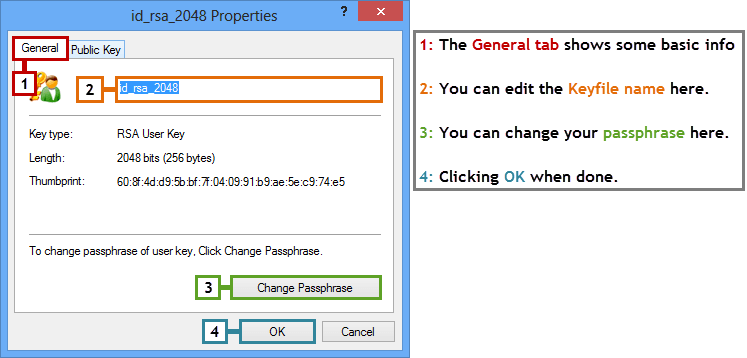 id_rsa_2048 Properties
?
General
Public Key
1
2
id_rsa_2048
Key type: RSA User Key
Length: 2048 bits (256 bytes)
Thumbprint: 60:8f:4d:d9:5b:bf:7f:04:09:91:b9:ae:5e:c9:74:e5
To change passphrase of user key, Click Change Passphrase.
3
Change Passphrase
4
OK
Cancel
1: The General tab shows some basic info
2: You can edit the Keyfile name here.
3: You can change your passphrase here.
4: Clicking OK when done.